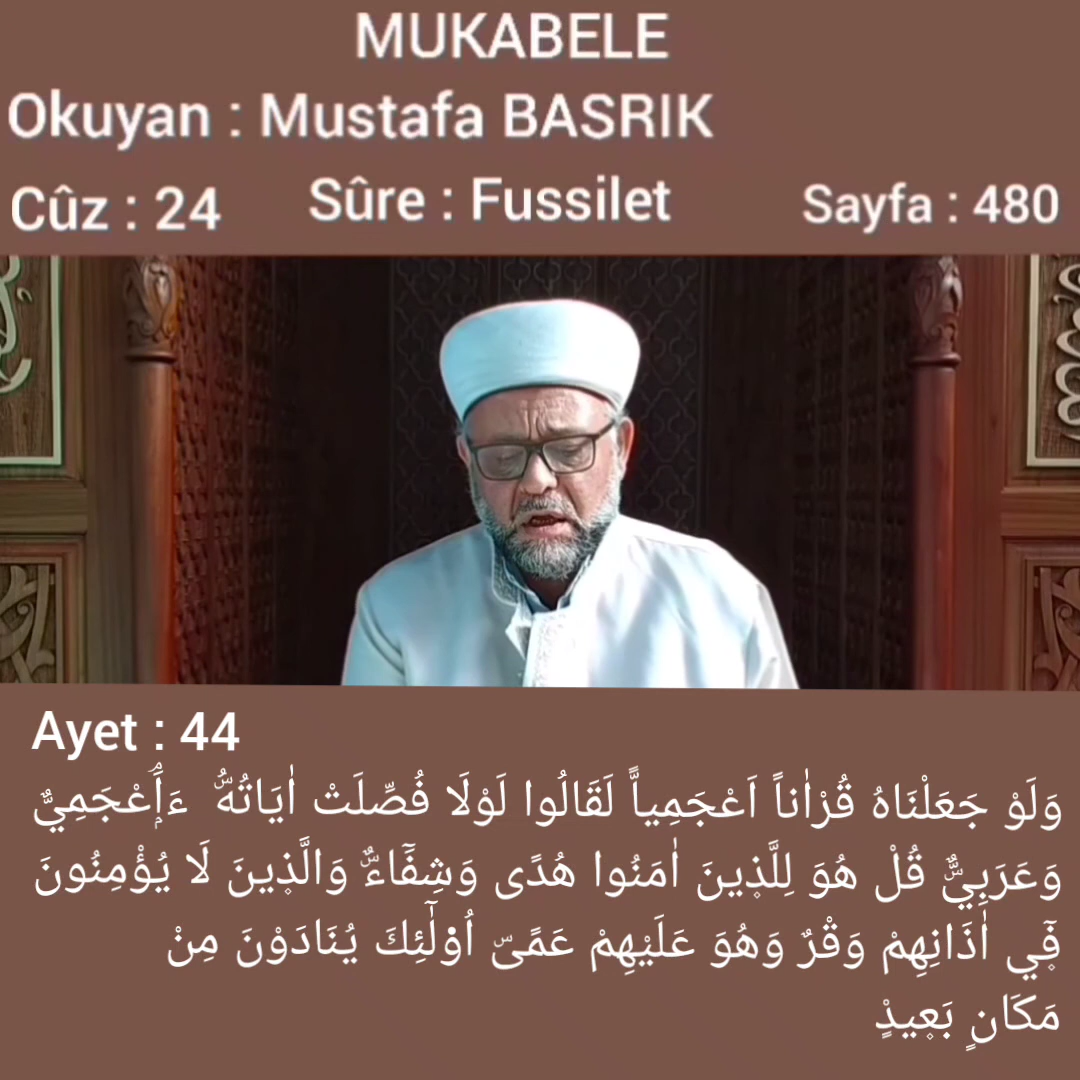 MUKABELE
Okuyan : Mustafa BASRIK
Cûz : 24 Sûre : Fussilet Sayfa : 480
Ayet : 44
وَلَوْ جَعَلْنَاهُ قُرْاٰناً اَعْجَمِياًّ لَقَالُوا لَوْلَا فُصِّلَتْ اٰيَاتُهُۜ ءَاَ۬عْجَمِيٌّ
وَعَرَبِيٌّۜ قُلْ هُوَ لِلَّذ۪ينَ اٰمَنُوا هُدًى وَشِفَٓاءٌۜ وَالَّذ۪ينَ لَا يُؤْمِنُونَ
ف۪ٓي اٰذَانِهِمْ وَقْرٌ وَهُوَ عَلَيْهِمْ عَمًىۜ اُو۬لٰٓئِكَ يُنَادَوْنَ مِنْ
مَكَانٍ بَع۪يدٍ۟